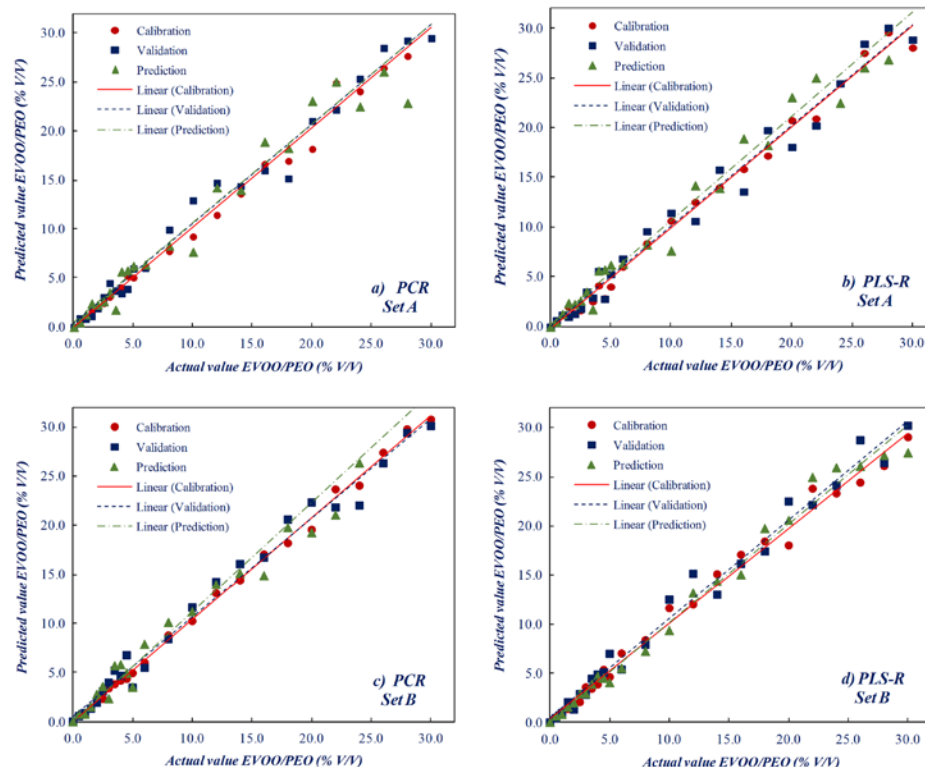 Predicted value EVOO/PEO (% V/V)
30.0
25.0
20.0
15.0
10.0
5.0
0.0
Calibration
Validation
Prediction
Linear (Calibration)
Linear (Validation)
Linear (Prediction)
a) PCR
Set A
0.0 5.0 10.0 15.0 20.0 25.0 30.0
Actual value EVOO/PEO (% V/V)
Predicted value EVOO/PEO (% V/V)
30.0
25.0
20.0
15.0
10.0
5.0
0.0
Calibration
Validation
Prediction
Linear (Calibration)
Linear (Validation)
Linear (Prediction)
b) PLS-R
Set A
0.0 5.0 10.0 15.0 20.0 25.0 30.0
Actual value EVOO/PEO (% V/V)
Predicted value EVOO/PEO (% V/V)
30.0
25.0
20.0
15.0
10.0
5.0
0.0
Calibration
Validation
Prediction
Linear (Calibration)
Linear (Validation)
Linear (Prediction)
c) PCR
Set B
0.0 5.0 10.0 15.0 20.0 25.0 30.0
Actual value EVOO/PEO (% V/V)
Predicted value EVOO/PEO (% V/V)
30.0
25.0
20.0
15.0
10.0
5.0
0.0
Calibration
Validation
Prediction
Linear (Calibration)
Linear (Validation)
Linear (Prediction)
d) PLS-R
Set B
0.0 5.0 10.0 15.0 20.0 25.0 30.0
Actual value EVOO/PEO (% V/V)